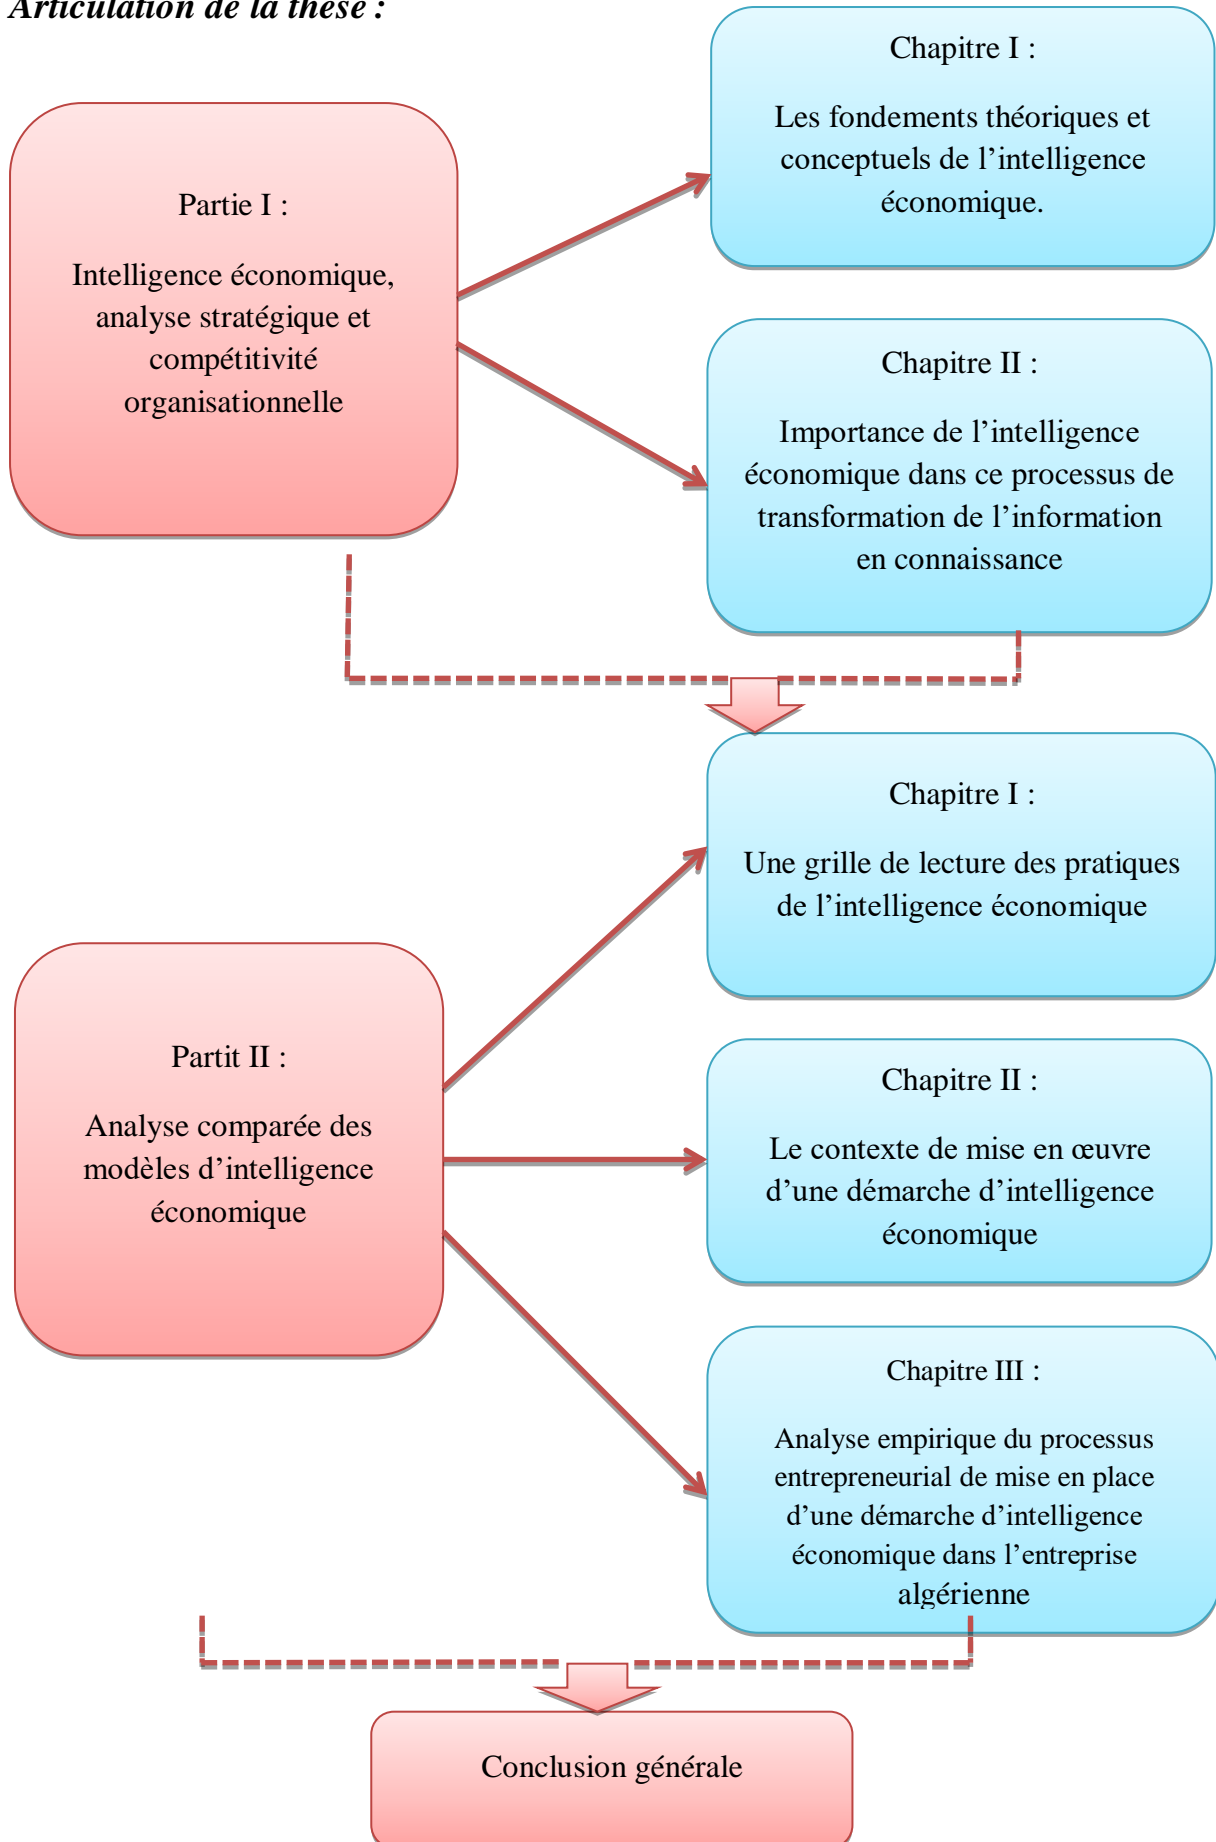 Articulation de la thèse :
Chapitre I :
Les fondements théoriques et
conceptuels de l’intelligence
économique.
Partie I :
Intelligence économique,
analyse stratégique et
compétitivité
organisationnelle
Chapitre II :
Importance de l’intelligence
économique dans ce processus de
transformation de l’information
en connaissance
Chapitre I :
Une grille de lecture des pratiques
de l’intelligence économique
Partit II :
Analyse comparée des
modèles d’intelligence
économique
Chapitre II :
Le contexte de mise en œuvre
d’une démarche d’intelligence
économique
Chapitre III :
Analyse empirique du processus
entrepreneurial de mise en place
d’une démarche d’intelligence
économique dans l’entreprise
algérienne
Conclusion générale